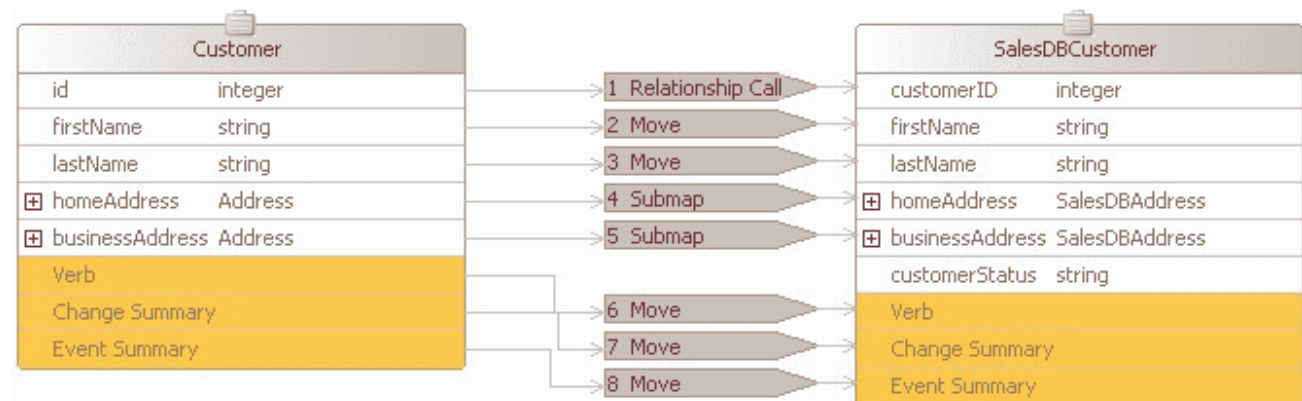 Customer
SalesDBCustomer
id integer
1 Relationship Call
customerID integer
firstName string
2 Move
firstName string
lastName string
3 Move
lastName string
homeAddress Address
4 Submap
homeAddress SalesDBAddress
businessAddress Address
5 Submap
businessAddress SalesDBAddress
Verb
customerStatus string
Change Summary
6 Move
Verb
Event Summary
7 Move
Change Summary
8 Move
Event Summary